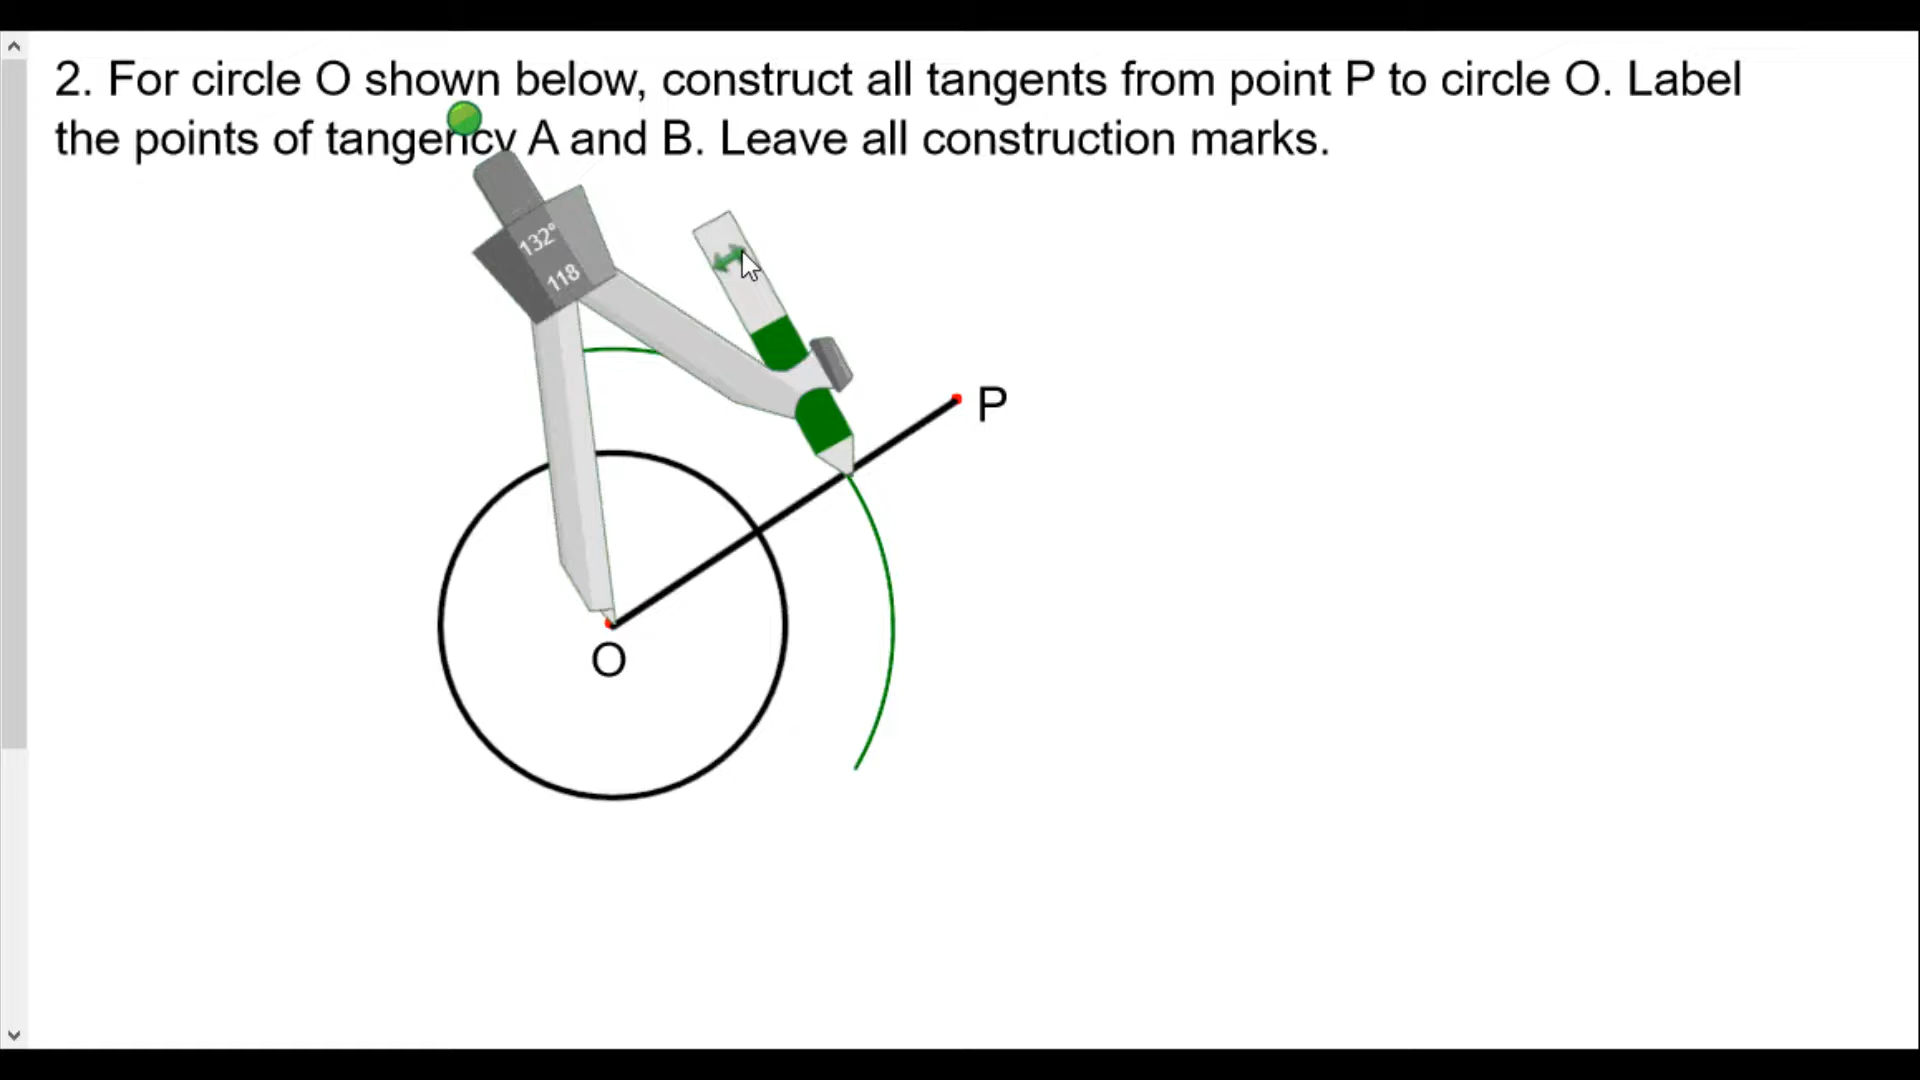 2. For circle O shown below, construct all tangents from point P to circle O. Label
the points of tangency A and B. Leave all construction marks.
132°
118
P
O